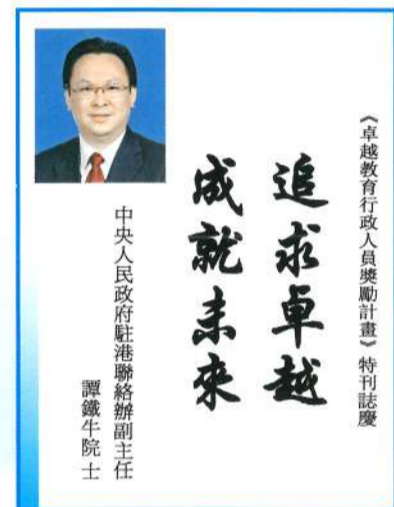 《卓越教育行政人員獎勵計畫》特刊誌慶
追求卓越
成就未來
中央人民政府駐港聯絡辦副主任
譚鐵牛院士